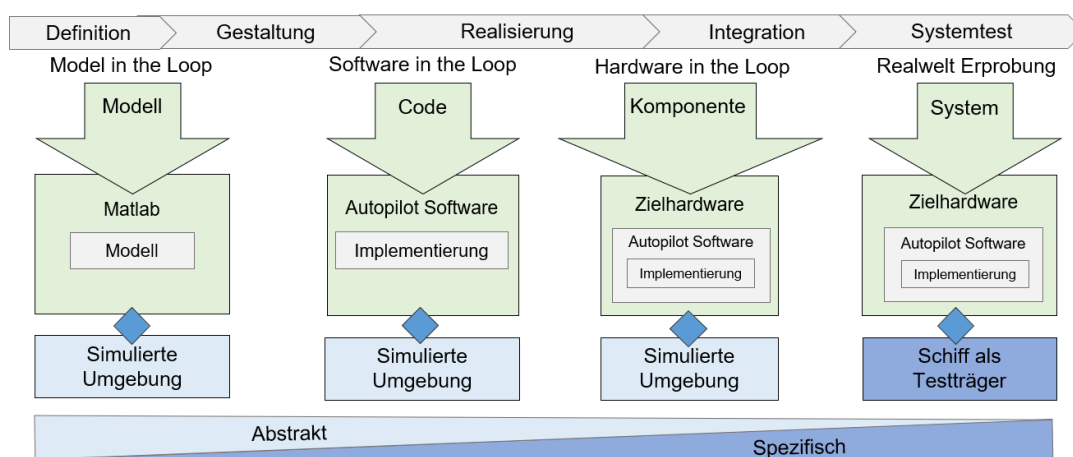 Definition
Gestaltung
Realisierung
Integration
Systemtest
Model in the Loop
Software in the Loop
Hardware in the Loop
Realwelt Erprobung
Modell
Code
Komponente
System
Matlab
Modell
Autopilot Software
Implementierung
Zielhardware
Autopilot Software
Implementierung
Zielhardware
Autopilot Software
Implementierung
Simulierte
Umgebung
Simulierte
Umgebung
Simulierte
Umgebung
Schiff als
Testträger
Abstrakt
Spezifisch